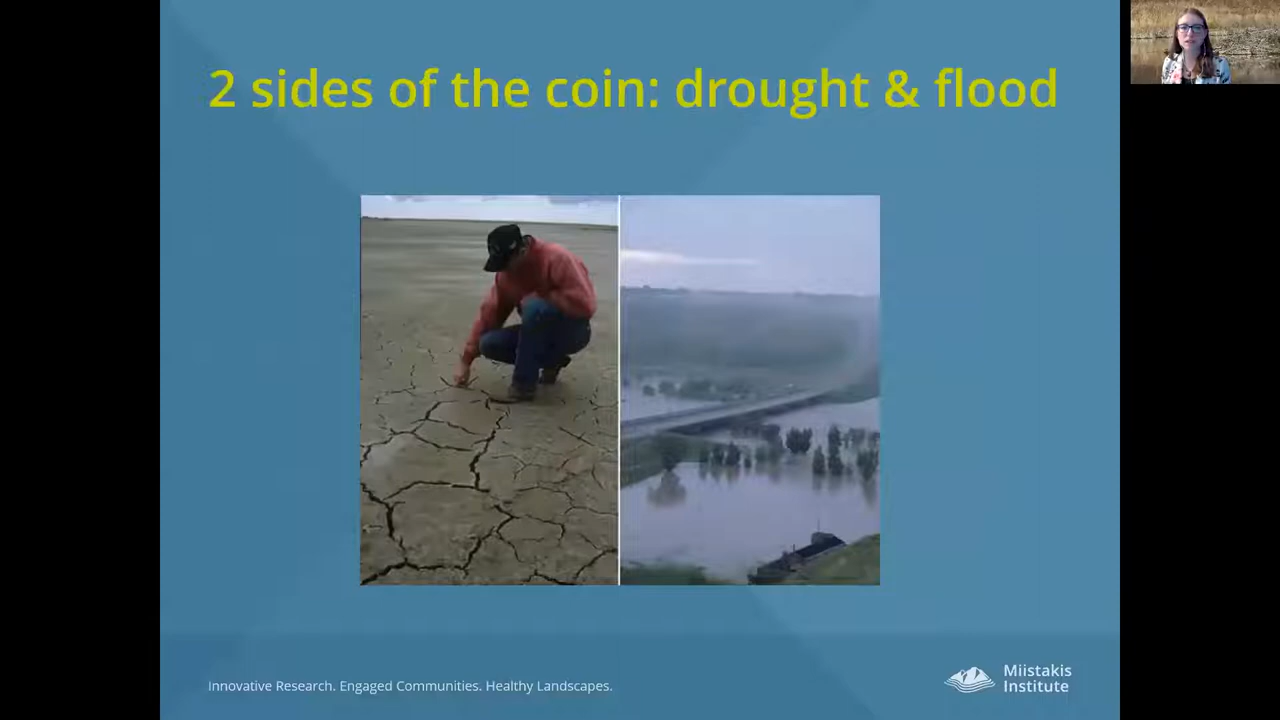 2 sides of the coin: drought & flood
Innovative Research. Engaged Communities. Healthy Landscapes.
Miistakis
Institute